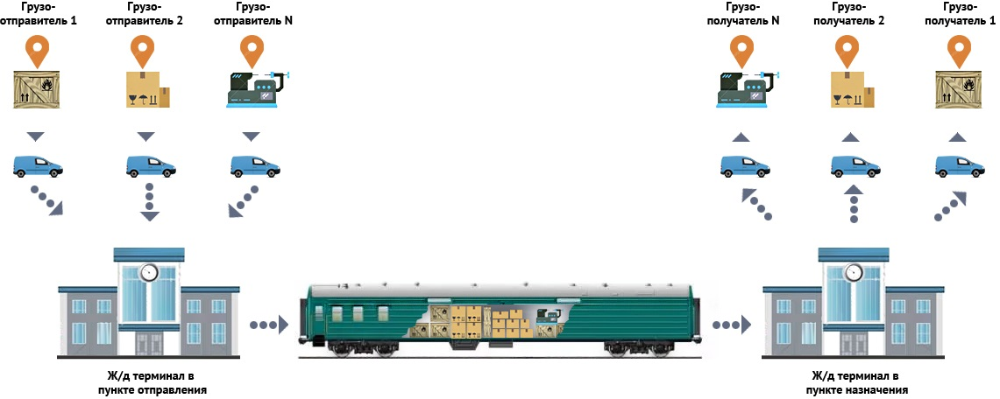 Грузо-
отправитель 1
Грузо-
отправитель 2
Грузо-
отправитель N
Грузо-
получатель N
Грузо-
получатель 2
Грузо-
получатель 1
Ж/д терминал в
пункте отправления
Ж/д терминал в
пункте назначения